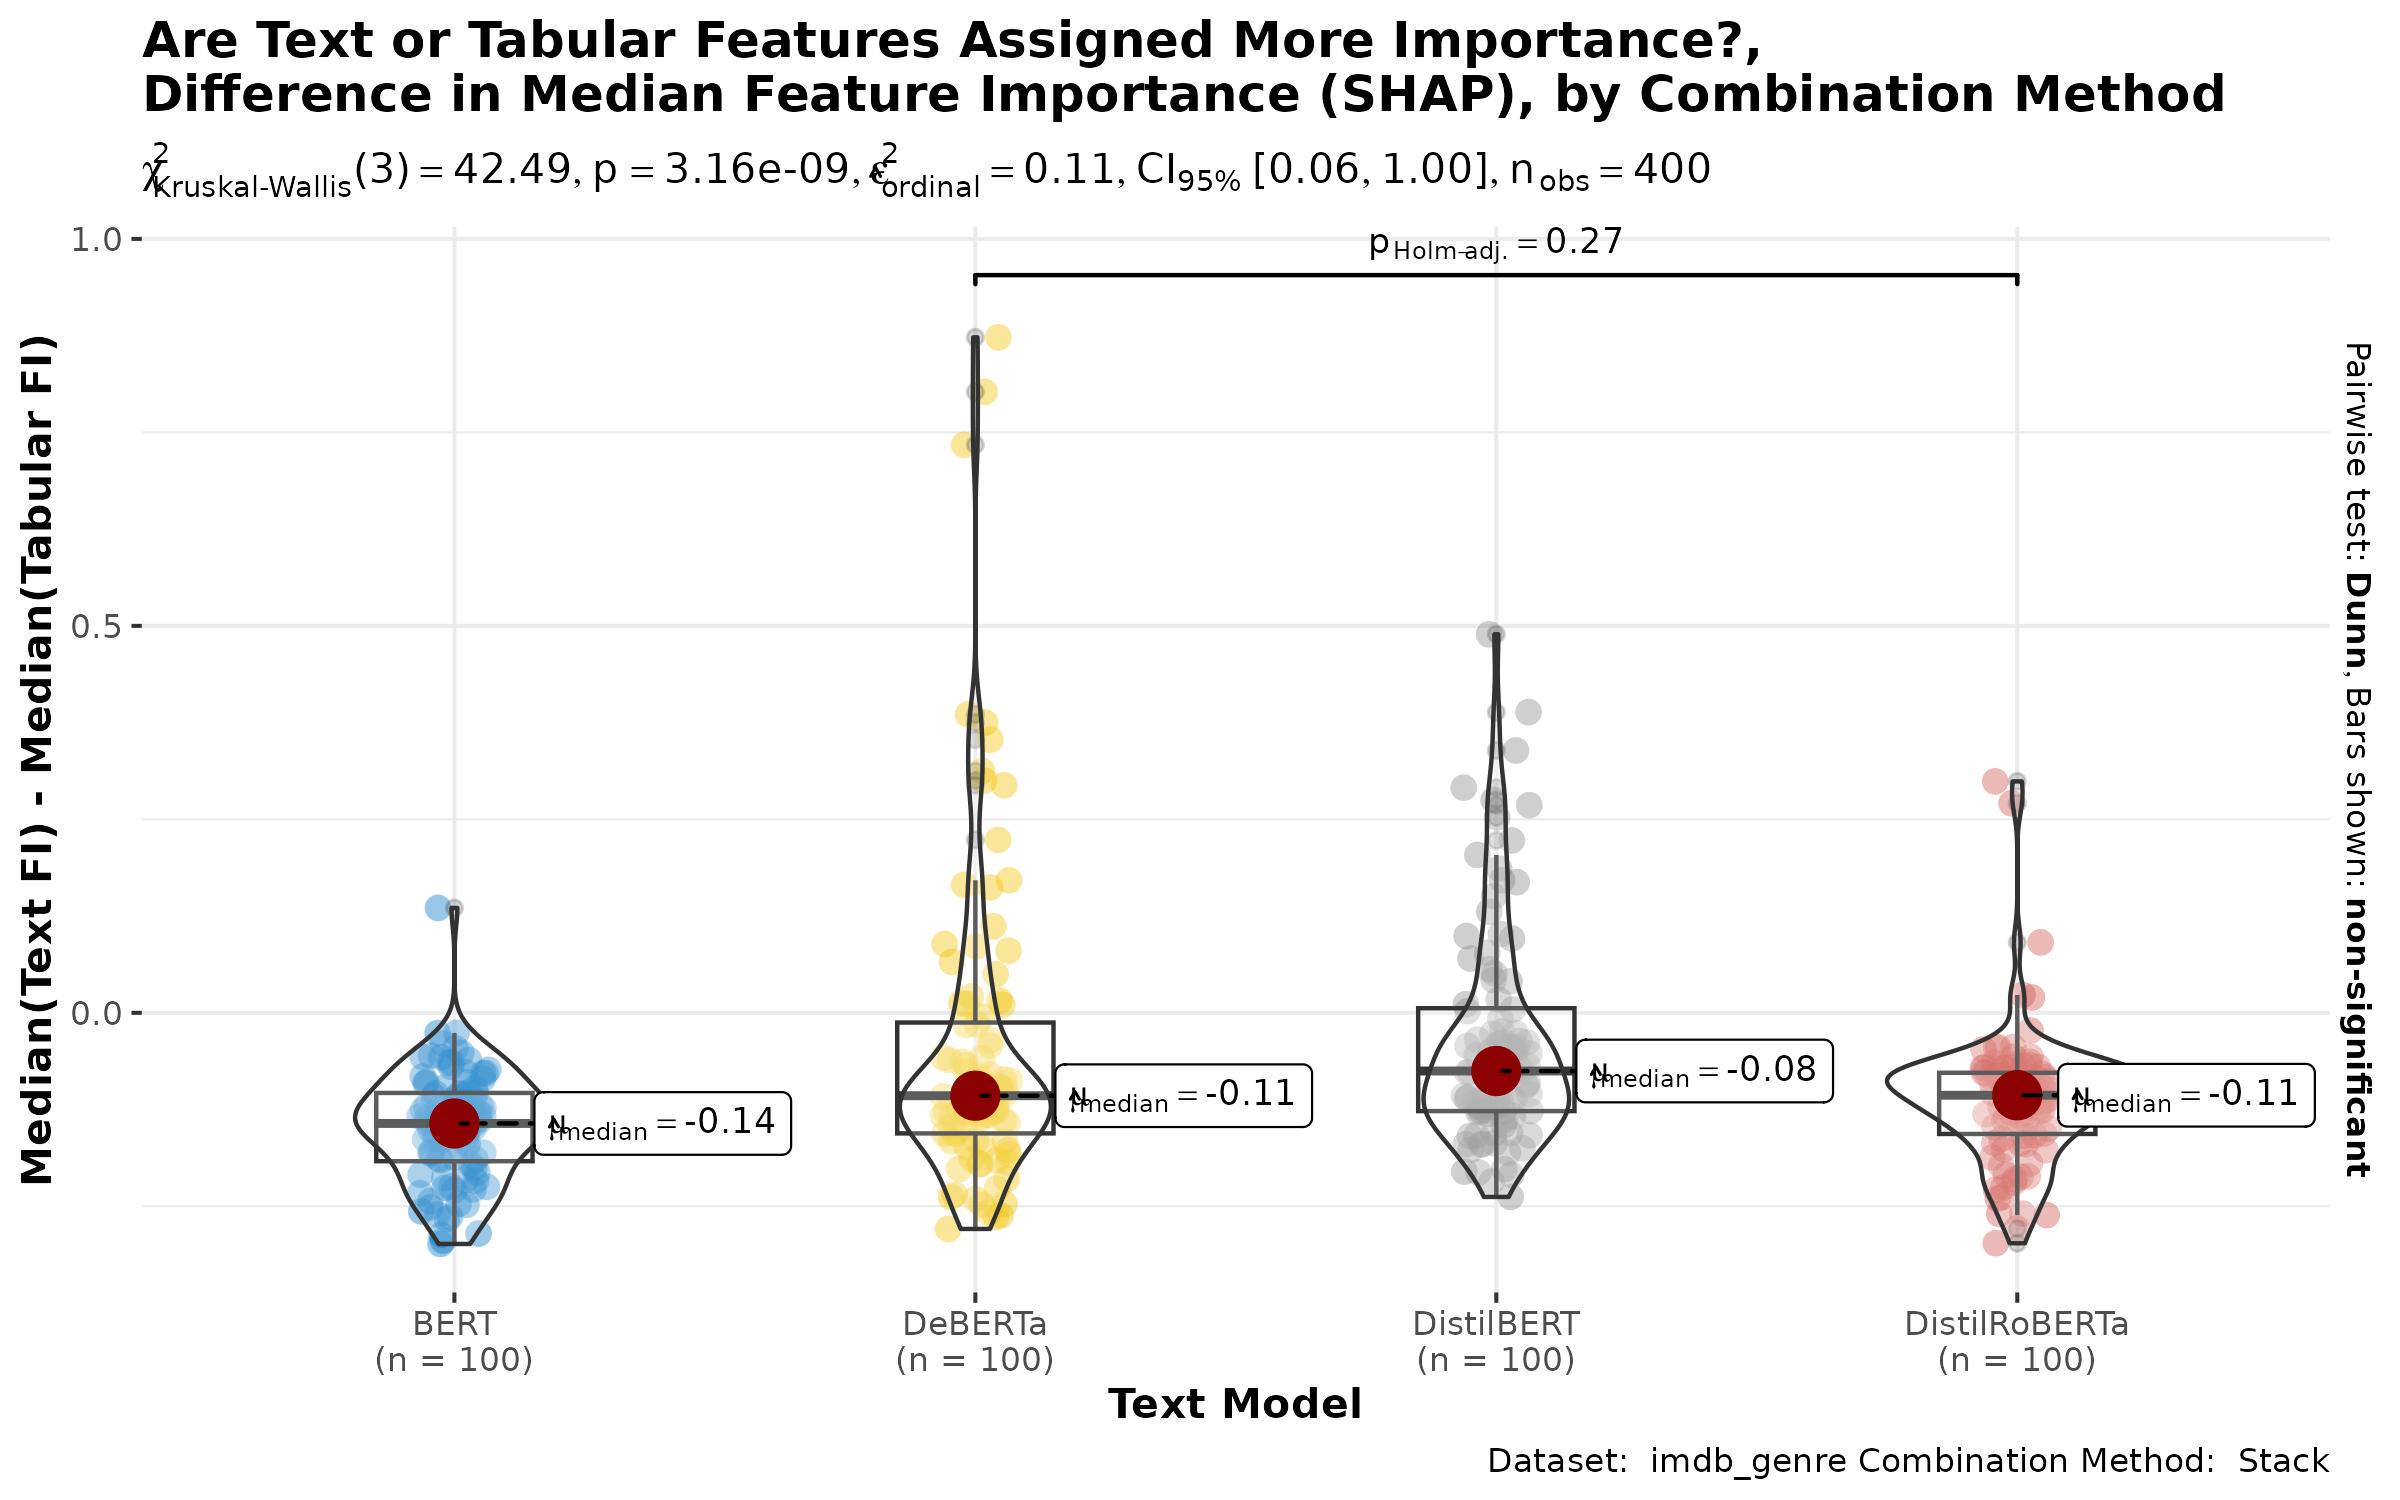 Are Text or Tabular Features Assigned More Importance?,
Difference in Median Feature Importance (SHAP), by Combination Method
χ²Kruskal-Wallis(3) = 42.49, p = 3.16e-09, ε̂²ordinal = 0.11, CI95% [0.06, 1.00], nobs = 400
1.0
pHolm-adj. = 0.27
Median(Text FI) - Median(Tabular FI)
Pairwise test: Dunn, Bars shown: non-significant
0.5
0.0
μ̂median = -0.14
μ̂median = -0.11
μ̂median = -0.08
μ̂median = -0.11
BERT
(n = 100)
DeBERTa
(n = 100)
DistilBERT
(n = 100)
DistilRoBERTa
(n = 100)
Text Model
Dataset:  imdb_genre Combination Method:  Stack